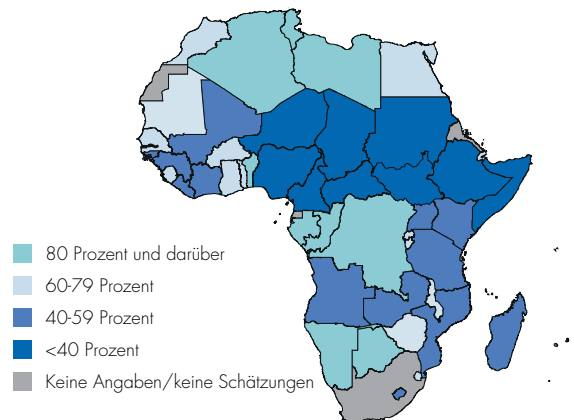 80 Prozent und darüber
60-79 Prozent
40-59 Prozent
<40 Prozent
Keine Angaben/keine Schätzungen